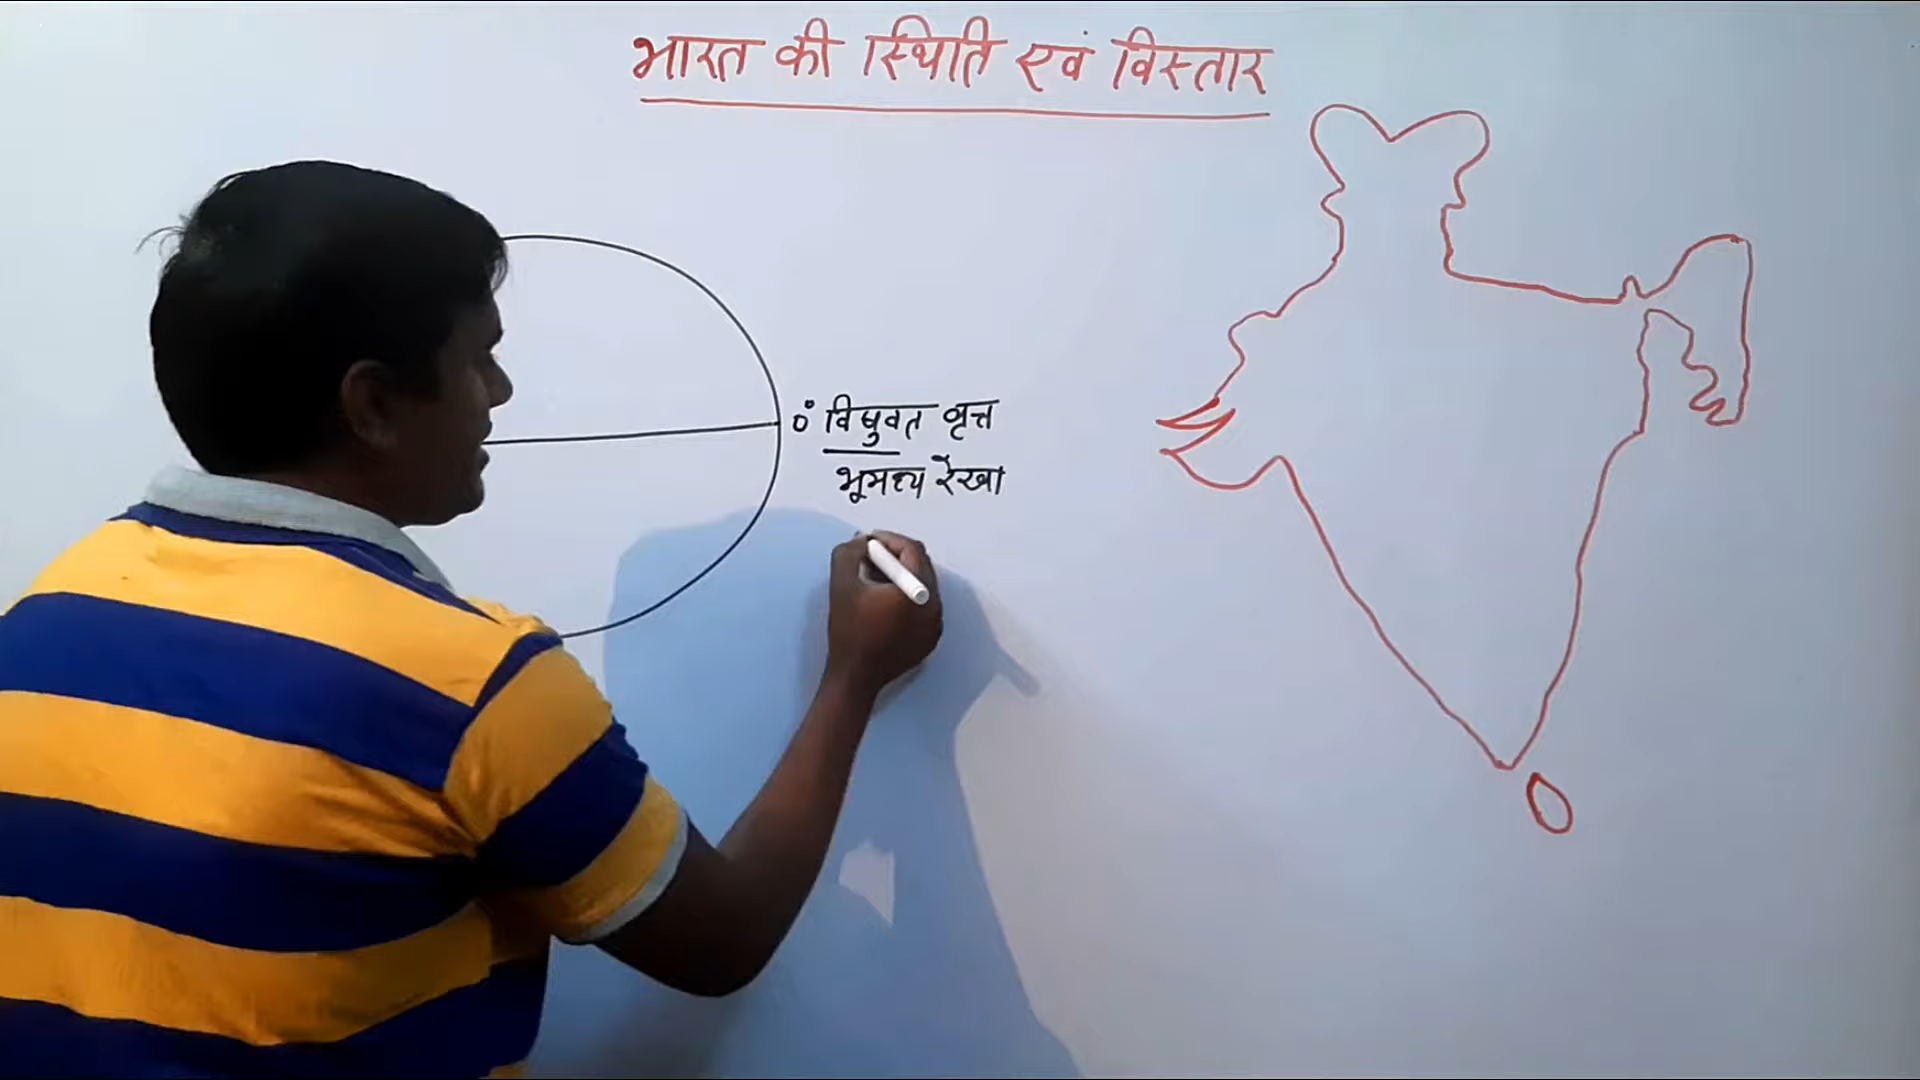 भारत की स्थिति एवं विस्तार
0° विषुवत वृत्त
भूमध्य रेखा